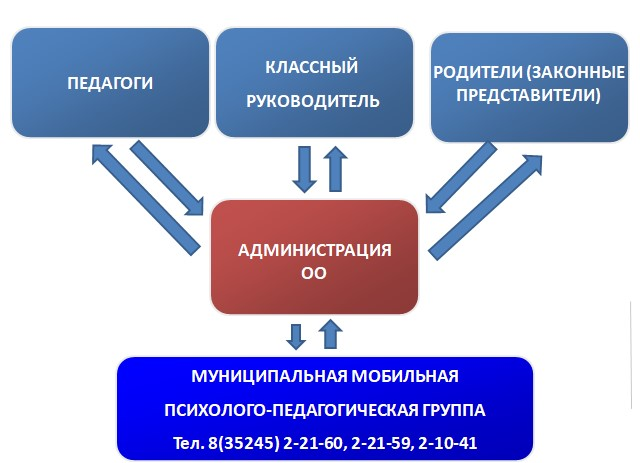 ПЕДАГОГИ
КЛАССНЫЙ
РУКОВОДИТЕЛЬ
РОДИТЕЛИ (ЗАКОННЫЕ
ПРЕДСТАВИТЕЛИ)
АДМИНИСТРАЦИЯ
ОО
МУНИЦИПАЛЬНАЯ МОБИЛЬНАЯ
ПСИХОЛОГО-ПЕДАГОГИЧЕСКАЯ ГРУППА
Тел. 8(35245) 2-21-60, 2-21-59, 2-10-41